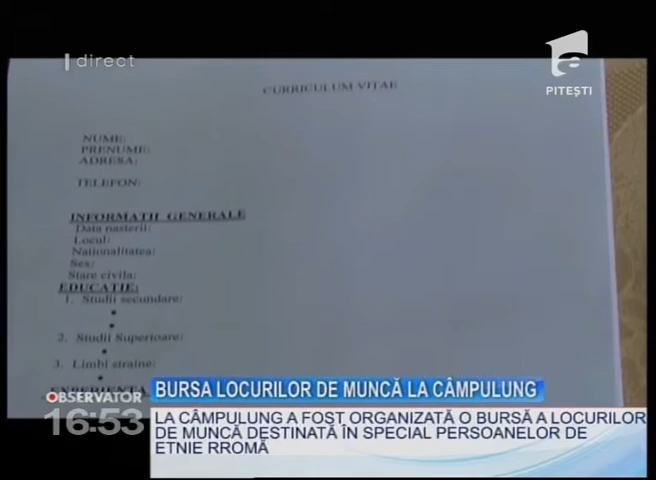 direct
PITEȘTI
CURRICULUM VITAE
NUME:
PRENUME:
ADRESA:
TELEFON:
INFORMATII GENERALE
Data nasterii:
Locul:
Nationalitatea:
Sex:
Stare civila:
EDUCATIE:
1. Studii secundare:
2. Studii Superioare:
3. Limbi straine:
EXPERIENTA
OBSERVATOR
16:53
BURSA LOCURILOR DE MUNCĂ LA CÂMPULUNG
LA CÂMPULUNG A FOST ORGANIZATĂ O BURSĂ A LOCURILOR
DE MUNCĂ DESTINATĂ ÎN SPECIAL PERSOANELOR DE
ETNIE RROMĂ